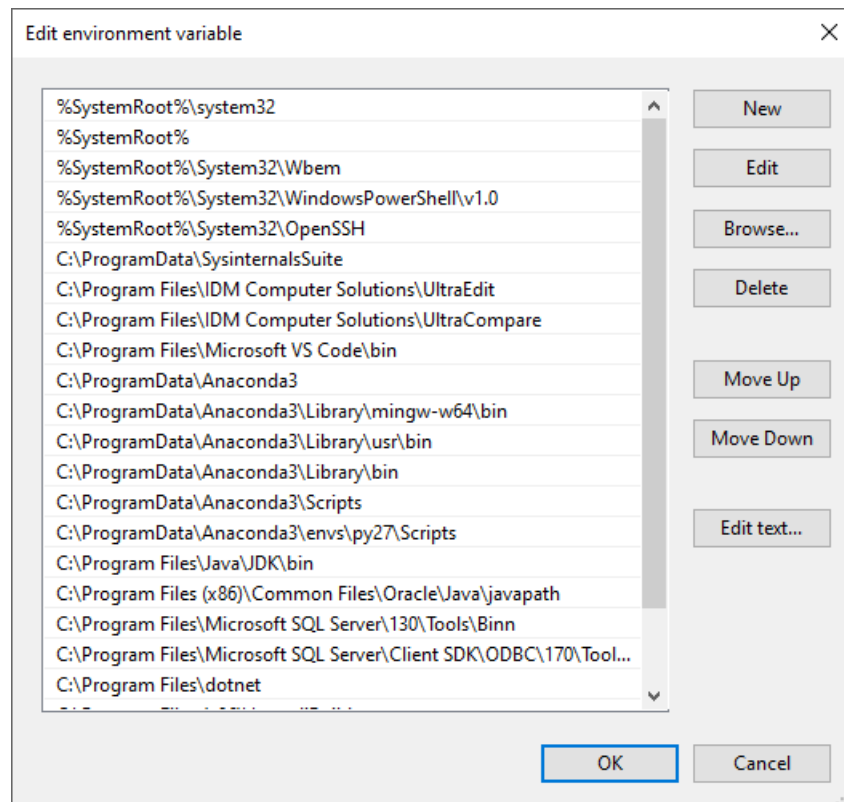 Edit environment variable
%SystemRoot%\system32
%SystemRoot%
%SystemRoot%\System32\Wbem
%SystemRoot%\System32\WindowsPowerShell\v1.0
%SystemRoot%\System32\OpenSSH
C:\ProgramData\SysinternalsSuite
C:\Program Files\IDM Computer Solutions\UltraEdit
C:\Program Files\IDM Computer Solutions\UltraCompare
C:\Program Files\Microsoft VS Code\bin
C:\ProgramData\Anaconda3
C:\ProgramData\Anaconda3\Library\mingw-w64\bin
C:\ProgramData\Anaconda3\Library\usr\bin
C:\ProgramData\Anaconda3\Library\bin
C:\ProgramData\Anaconda3\Scripts
C:\ProgramData\Anaconda3\envs\py27\Scripts
C:\Program Files\Java\JDK\bin
C:\Program Files (x86)\Common Files\Oracle\Java\javapath
C:\Program Files\Microsoft SQL Server\130\Tools\Binn
C:\Program Files\Microsoft SQL Server\Client SDK\ODBC\170\Tool...
C:\Program Files\dotnet
New
Edit
Browse...
Delete
Move Up
Move Down
Edit text...
OK
Cancel